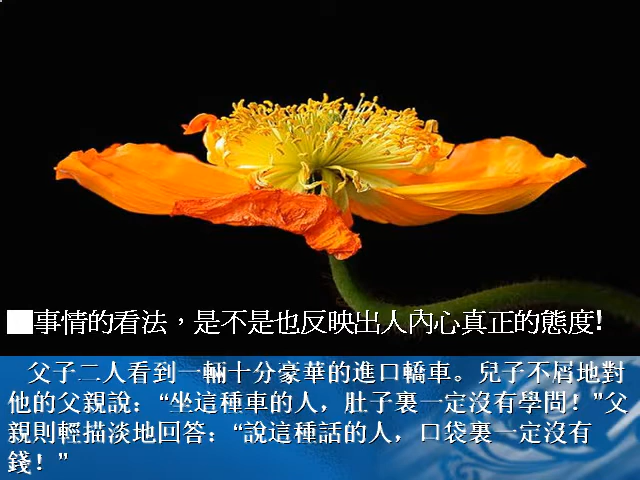 事情的看法，是不是也反映出人內心真正的態度!
父子二人看到一輛十分豪華的進口轎車。兒子不屑地對
他的父親說：“坐這種車的人，肚子裏一定沒有學問！”父
親則輕描淡地回答：“說這種話的人，口袋裏一定沒有
錢！”